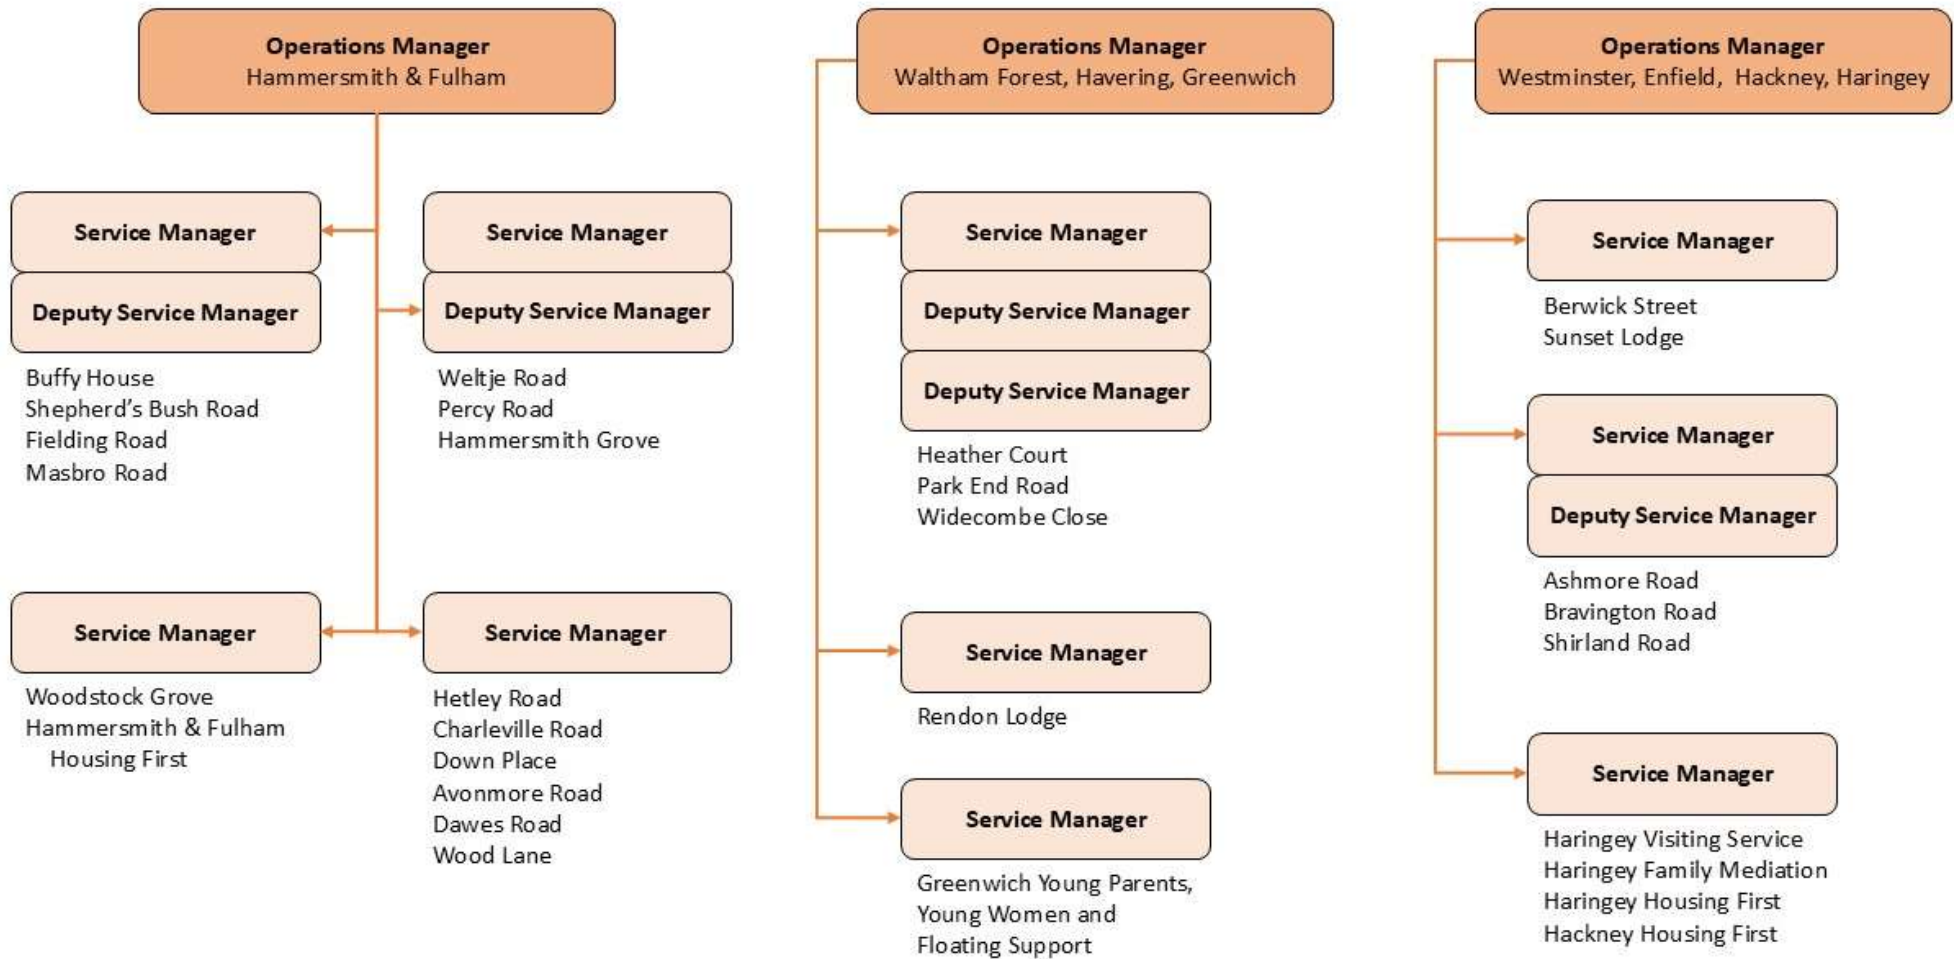 Operations Manager
Hammersmith & Fulham
Service Manager
Deputy Service Manager
Buffy House
Shepherd’s Bush Road
Fielding Road
Masbro Road
Service Manager
Deputy Service Manager
Weltje Road
Percy Road
Hammersmith Grove
Service Manager
Woodstock Grove
Hammersmith & Fulham
Housing First
Service Manager
Hetley Road
Charleville Road
Down Place
Avonmore Road
Dawes Road
Wood Lane
Operations Manager
Waltham Forest, Havering, Greenwich
Service Manager
Deputy Service Manager
Deputy Service Manager
Heather Court
Park End Road
Widecombe Close
Service Manager
Rendon Lodge
Service Manager
Greenwich Young Parents,
Young Women and
Floating Support
Operations Manager
Westminster, Enfield, Hackney, Haringey
Service Manager
Berwick Street
Sunset Lodge
Service Manager
Deputy Service Manager
Ashmore Road
Bravington Road
Shirland Road
Service Manager
Haringey Visiting Service
Haringey Family Mediation
Haringey Housing First
Hackney Housing First